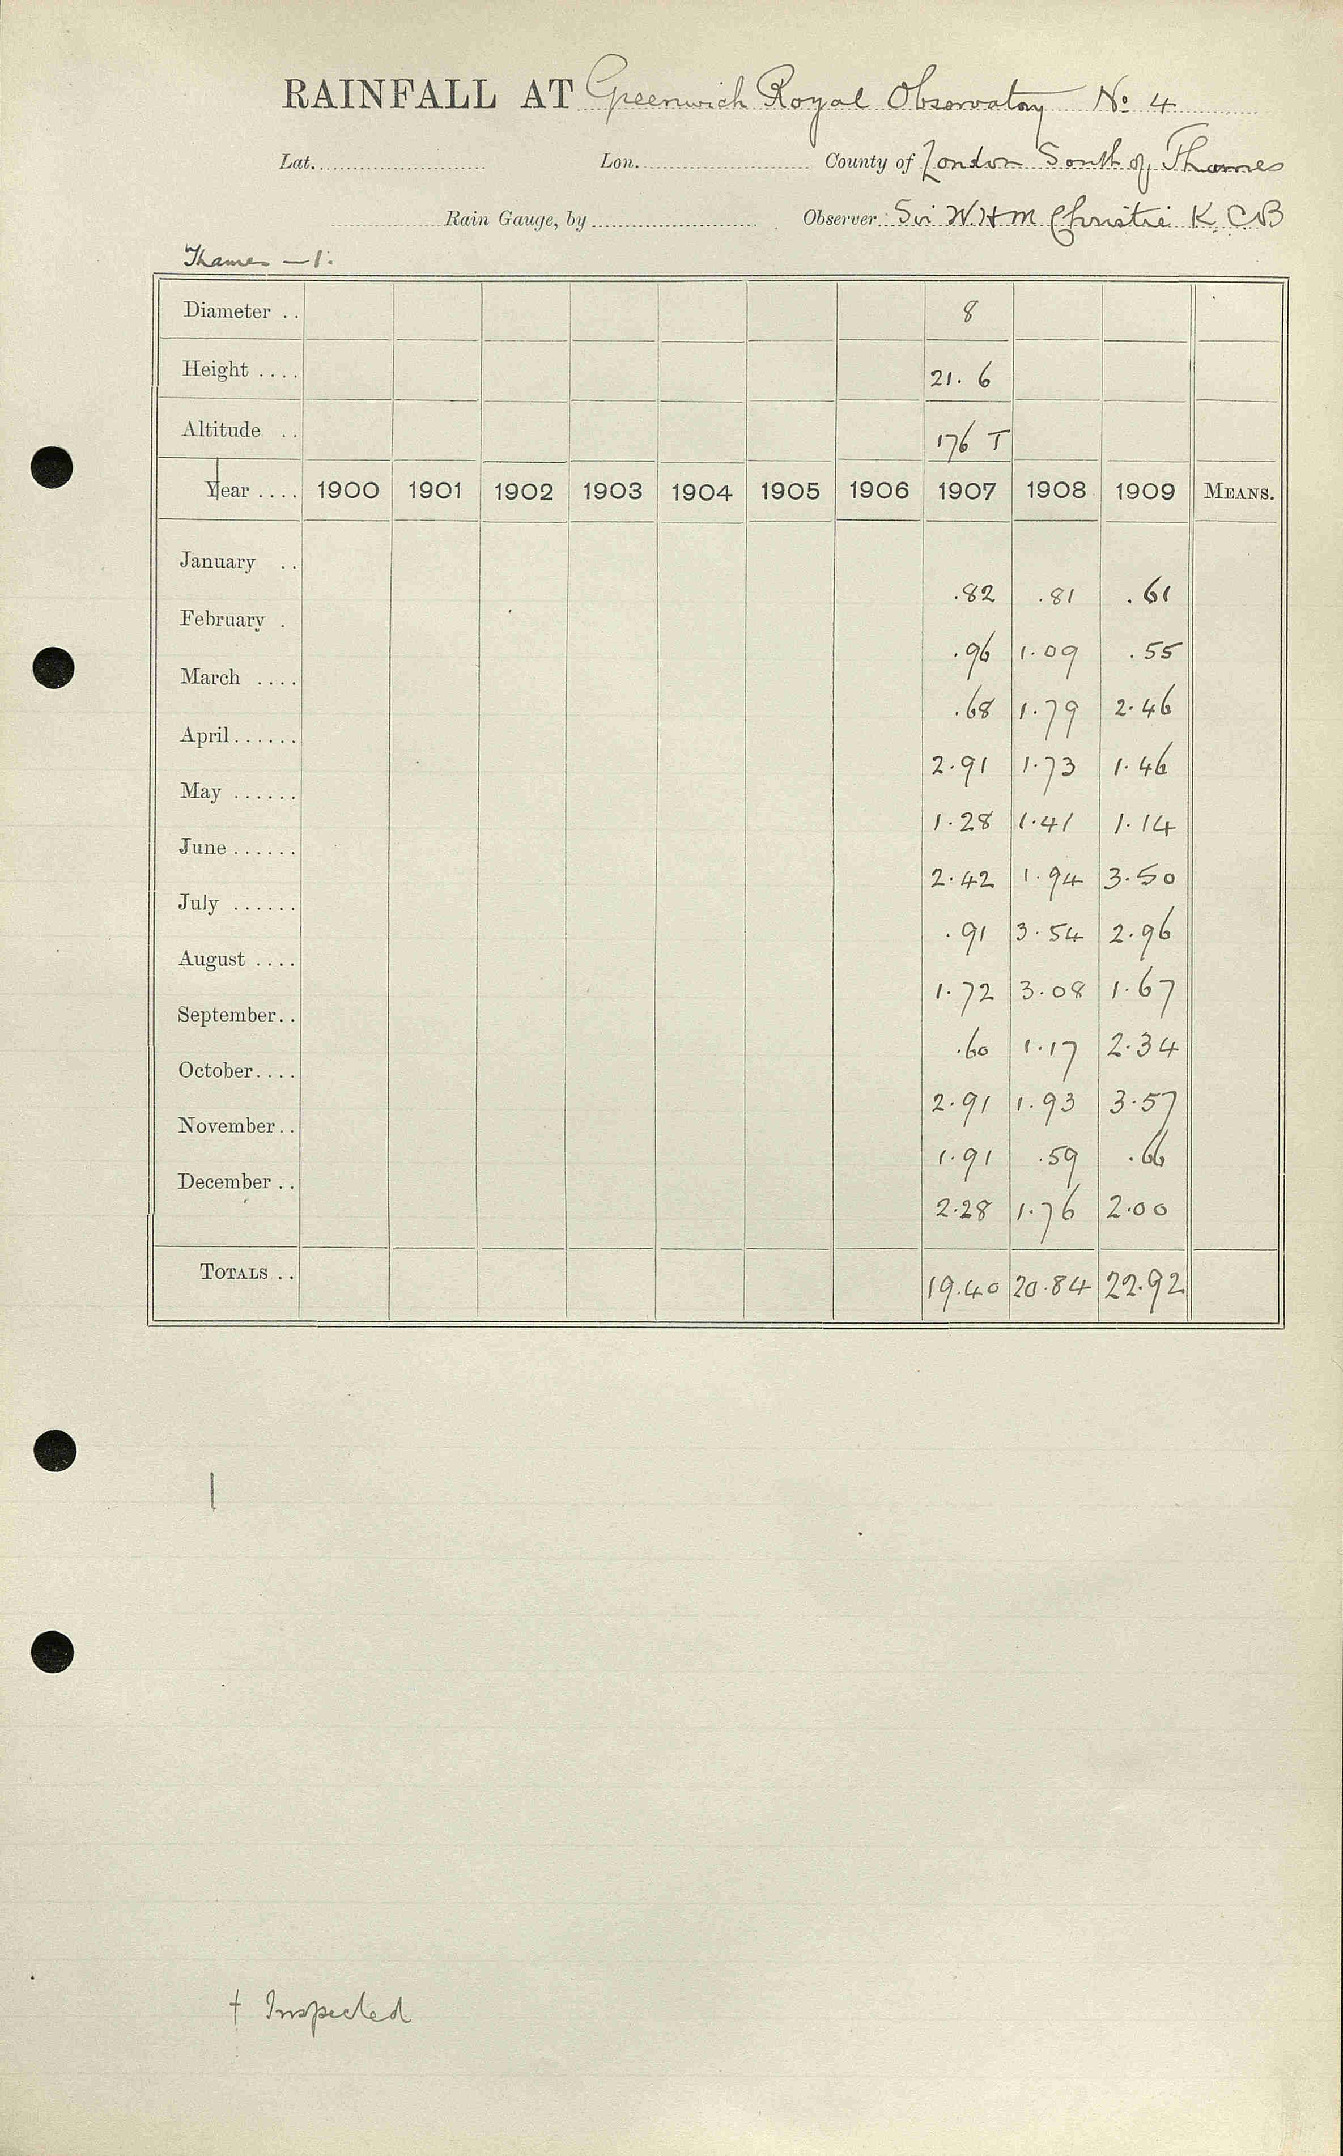 RAINFALL AT Greenwich Royal Observatory No 4
Lat. Lon. County of London South of Thames
Rain Gauge, by Observer Sir W H M Christie K.C.B
Thames — 1.
Diameter .. 8
Height .... 21. 6
Altitude .. 176 T
Year .... 1900 1901 1902 1903 1904 1905 1906 1907 1908 1909 MEANS.
January .. .82 .81 .61
February . .96 1.09 .55
March .... .68 1.79 2.46
April...... 2.91 1.73 1.46
May ...... 1.28 1.41 1.14
June ...... 2.42 1.94 3.50
July ...... .91 3.54 2.96
August .... 1.72 3.08 1.67
September.. .60 1.17 2.34
October.... 2.91 1.93 3.57
November.. 1.91 .59 .66
December .. 2.28 1.76 2.00
TOTALS .. 19.40 20.84 22.92
† Inspected